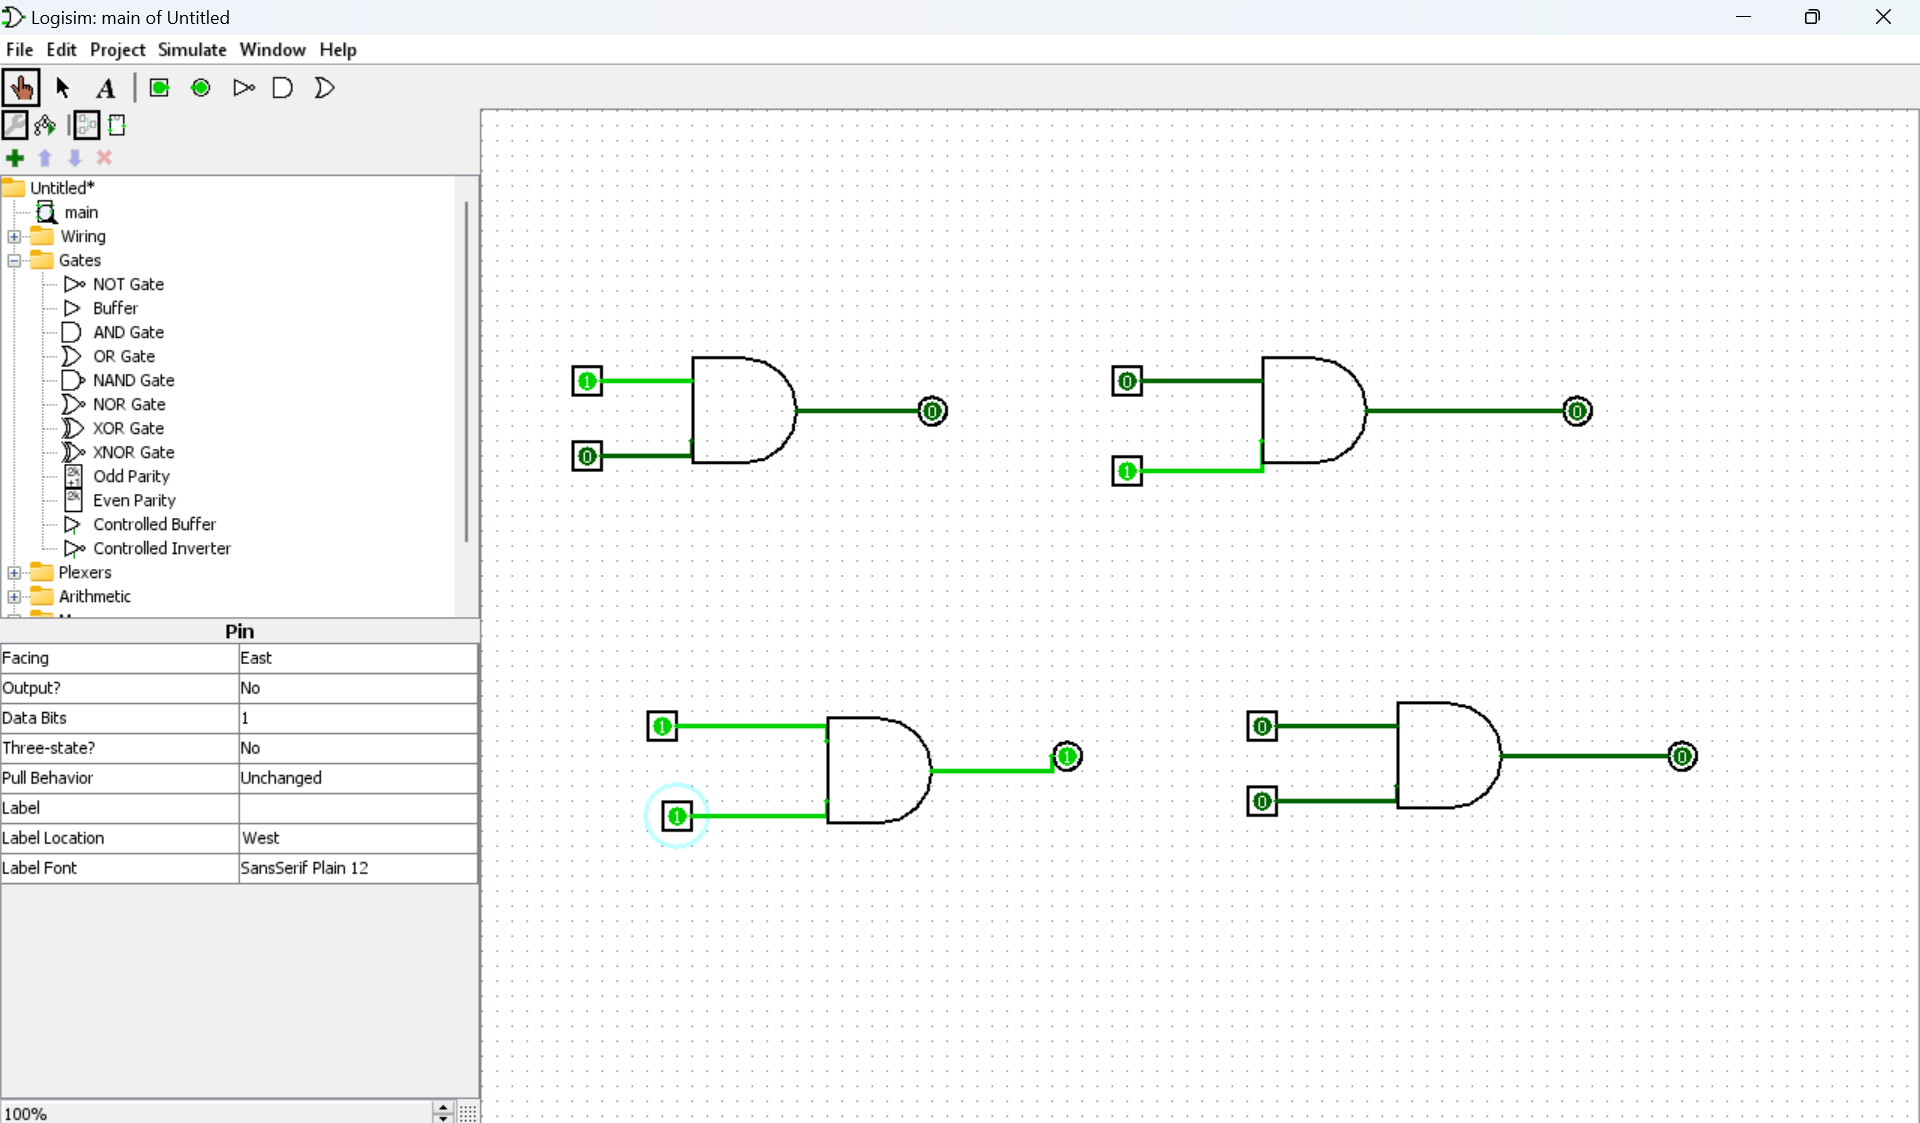 Logisim: main of Untitled
File Edit Project Simulate Window Help
A
Untitled*
main
Wiring
Gates
NOT Gate
Buffer
AND Gate
OR Gate
NAND Gate
NOR Gate
XOR Gate
XNOR Gate
2k+1 Odd Parity
2k Even Parity
Controlled Buffer
Controlled Inverter
Plexers
Arithmetic
Pin
Facing East
Output? No
Data Bits 1
Three-state? No
Pull Behavior Unchanged
Label
Label Location West
Label Font SansSerif Plain 12
100%
1 0
0 0
0 1
1 1
1 0
0 0